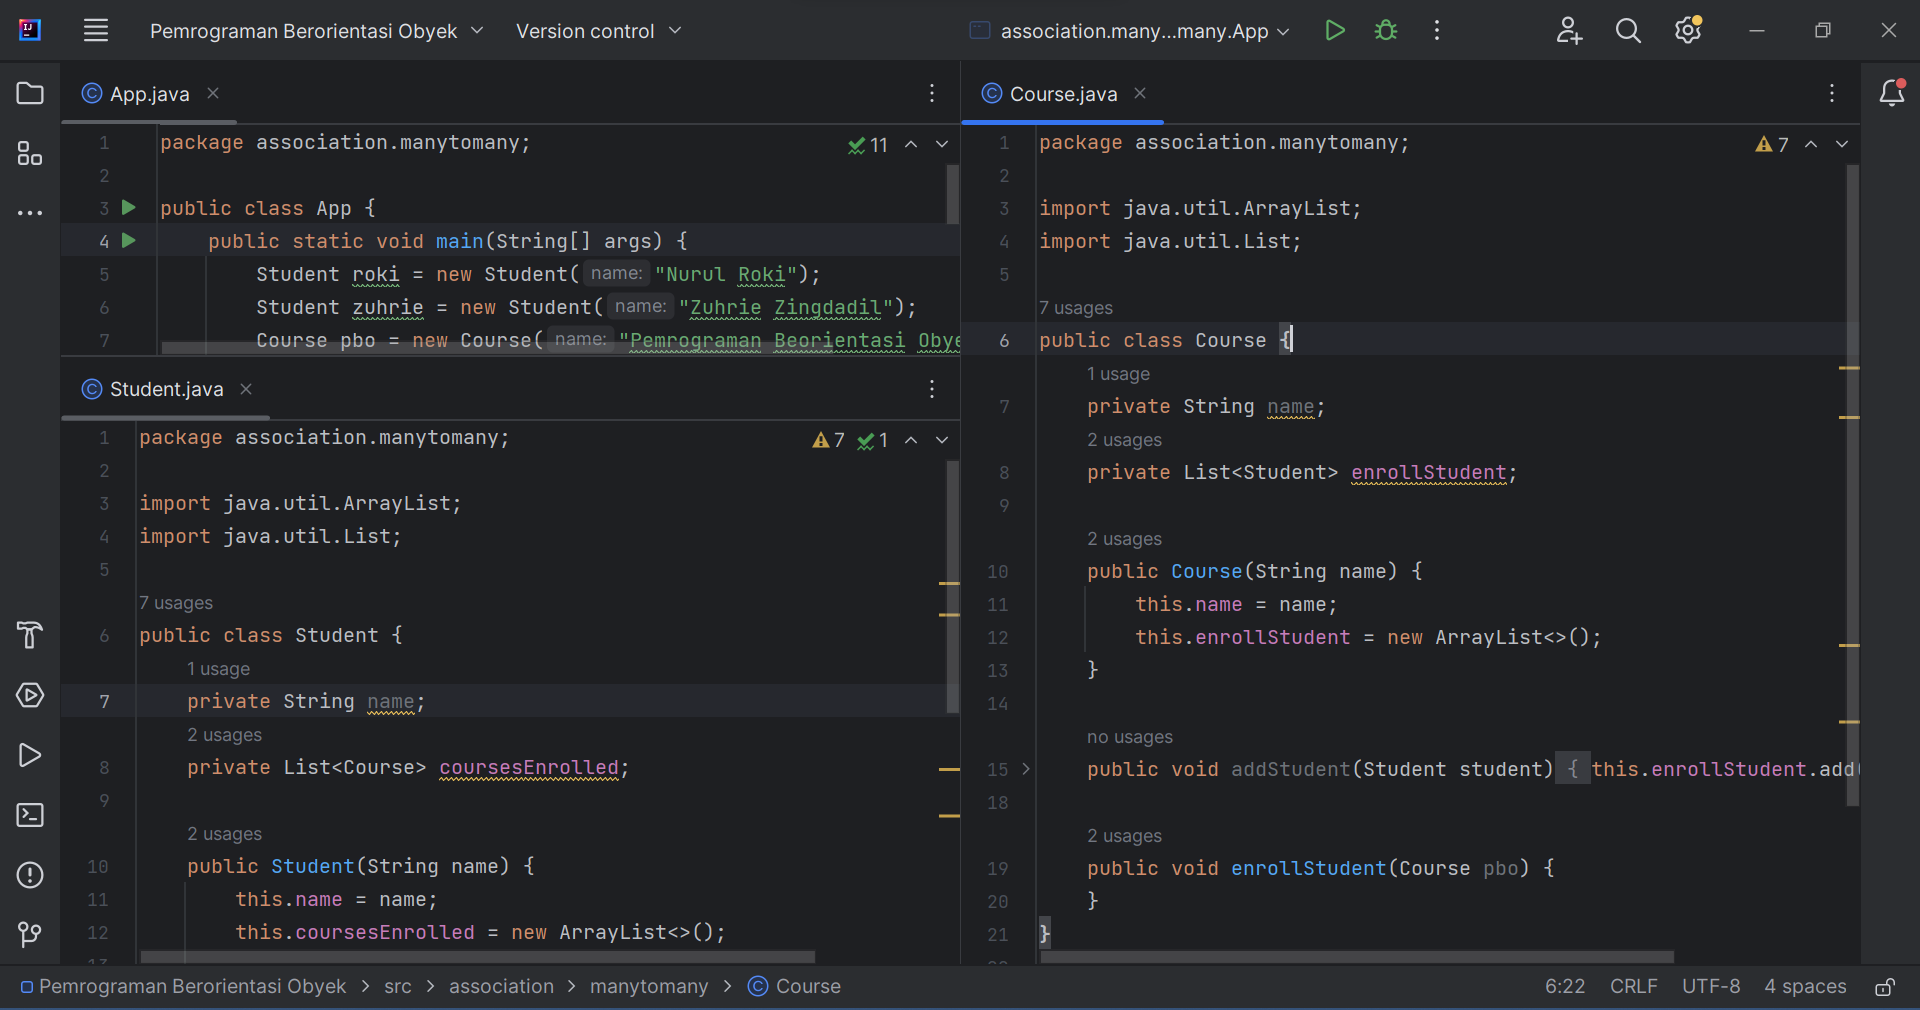 Pemrograman Berorientasi Obyek
Version control
association.many...many.App
App.java
11
1 package association.manytomany;
2
3 public class App {
4 public static void main(String[] args) {
5 Student roki = new Student( name: "Nurul Roki");
6 Student zuhrie = new Student( name: "Zuhrie Zingdadil");
7 Course pbo = new Course( name: "Pemrograman Beorientasi Obye
Student.java
7 1
1 package association.manytomany;
2
3 import java.util.ArrayList;
4 import java.util.List;
5
7 usages
6 public class Student {
1 usage
7 private String name;
2 usages
8 private List<Course> coursesEnrolled;
9
2 usages
10 public Student(String name) {
11 this.name = name;
12 this.coursesEnrolled = new ArrayList<>();
Course.java
7
1 package association.manytomany;
2
3 import java.util.ArrayList;
4 import java.util.List;
5
7 usages
6 public class Course {
1 usage
7 private String name;
2 usages
8 private List<Student> enrollStudent;
9
2 usages
10 public Course(String name) {
11 this.name = name;
12 this.enrollStudent = new ArrayList<>();
13 }
14
no usages
15 public void addStudent(Student student) { this.enrollStudent.add(
18
2 usages
19 public void enrollStudent(Course pbo) {
20 }
21 }
Pemrograman Berorientasi Obyek > src > association > manytomany > Course
6:22 CRLF UTF-8 4 spaces